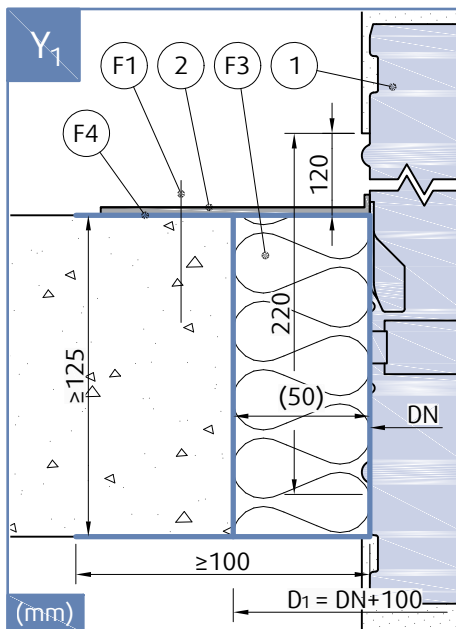 Y1
F1
2
F3
1
F4
120
220
≥125
(50)
DN
≥100
D1 = DN+100
(mm)